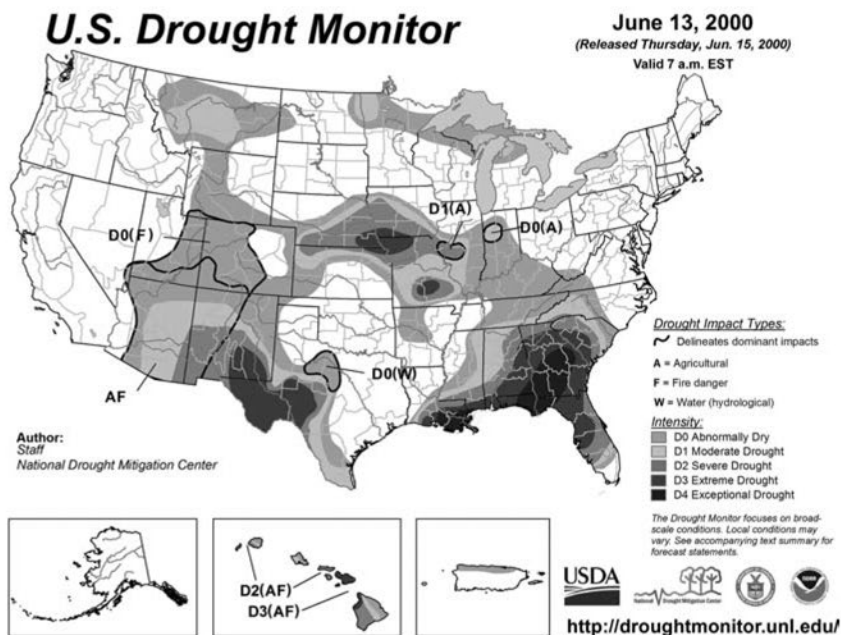 U.S. Drought Monitor
June 13, 2000
(Released Thursday, Jun. 15, 2000)
Valid 7 a.m. EST
D1(A)
D0(A)
D0(F)
D0(W)
AF
Drought Impact Types:
Delineates dominant impacts
A = Agricultural
F = Fire danger
W = Water (hydrological)
Intensity:
D0 Abnormally Dry
D1 Moderate Drought
D2 Severe Drought
D3 Extreme Drought
D4 Exceptional Drought
Author:
Staff
National Drought Mitigation Center
The Drought Monitor focuses on broad-
scale conditions. Local conditions may
vary. See accompanying text summary for
forecast statements.
D2(AF)
D3(AF)
USDA
National Drought Mitigation Center
http://droughtmonitor.unl.edu/